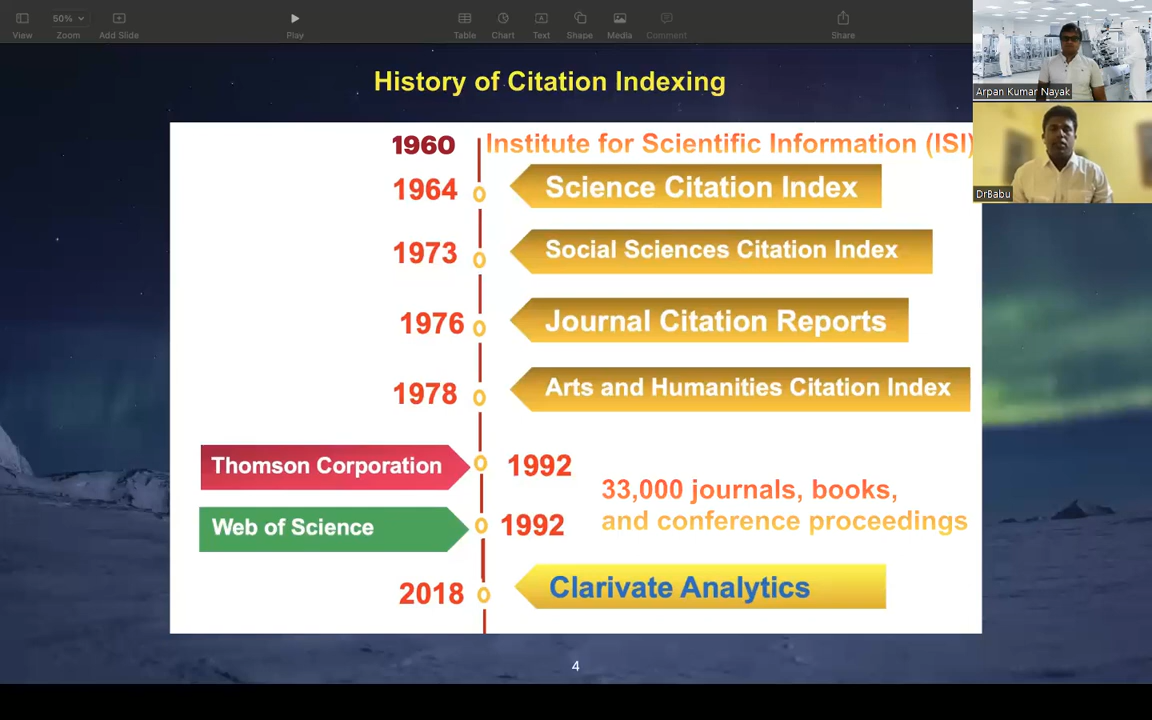 50%
View
Zoom
Add Slide
Play
Table
Chart
Text
Shape
Media
Comment
Share
Arpan Kumar Nayak
DrBabu
History of Citation Indexing
1960 Institute for Scientific Information (ISI)
1964 Science Citation Index
1973 Social Sciences Citation Index
1976 Journal Citation Reports
1978 Arts and Humanities Citation Index
Thomson Corporation 1992
33,000 journals, books,
and conference proceedings
Web of Science 1992
2018 Clarivate Analytics
4